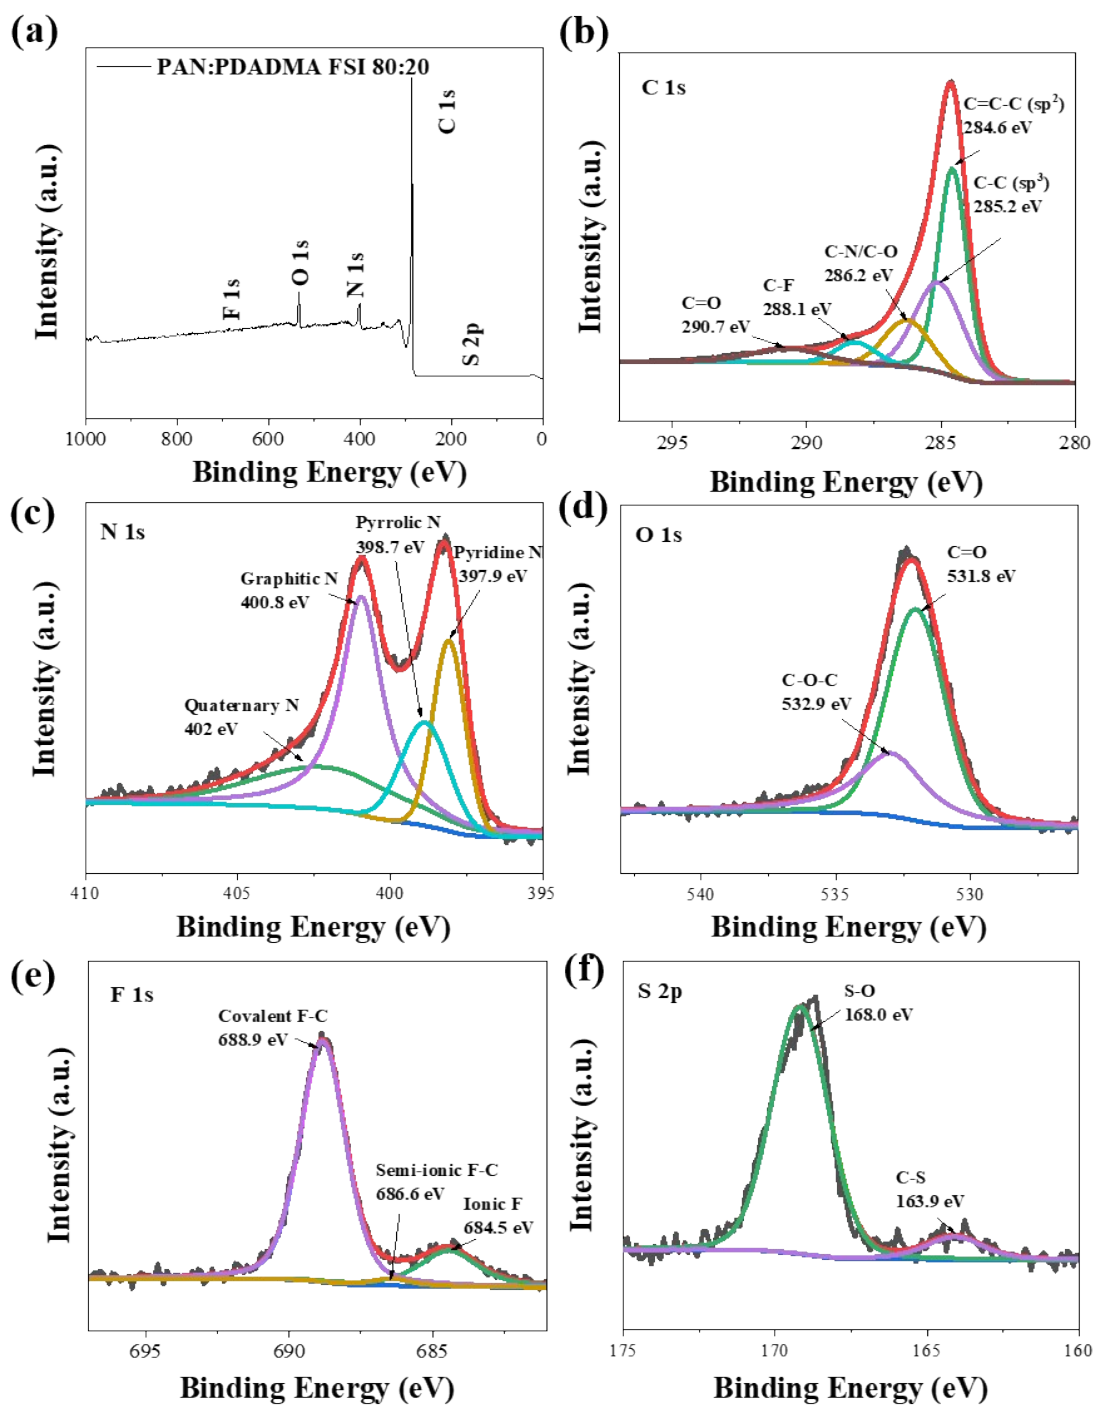 (a)
PAN:PDADMA FSI 80:20
C 1s
O 1s
N 1s
F 1s
S 2p
Intensity (a.u.)
1000 800 600 400 200 0
Binding Energy (eV)
(b)
C 1s
C=C-C (sp²)
284.6 eV
C-C (sp³)
285.2 eV
C-N/C-O
286.2 eV
C-F
288.1 eV
C=O
290.7 eV
Intensity (a.u.)
295 290 285 280
Binding Energy (eV)
(c)
N 1s
Pyrrolic N
398.7 eV
Pyridine N
397.9 eV
Graphitic N
400.8 eV
Quaternary N
402 eV
Intensity (a.u.)
410 405 400 395
Binding Energy (eV)
(d)
O 1s
C=O
531.8 eV
C-O-C
532.9 eV
Intensity (a.u.)
540 535 530
Binding Energy (eV)
(e)
F 1s
Covalent F-C
688.9 eV
Semi-ionic F-C
686.6 eV
Ionic F
684.5 eV
Intensity (a.u.)
695 690 685
Binding Energy (eV)
(f)
S 2p
S-O
168.0 eV
C-S
163.9 eV
Intensity (a.u.)
175 170 165 160
Binding Energy (eV)